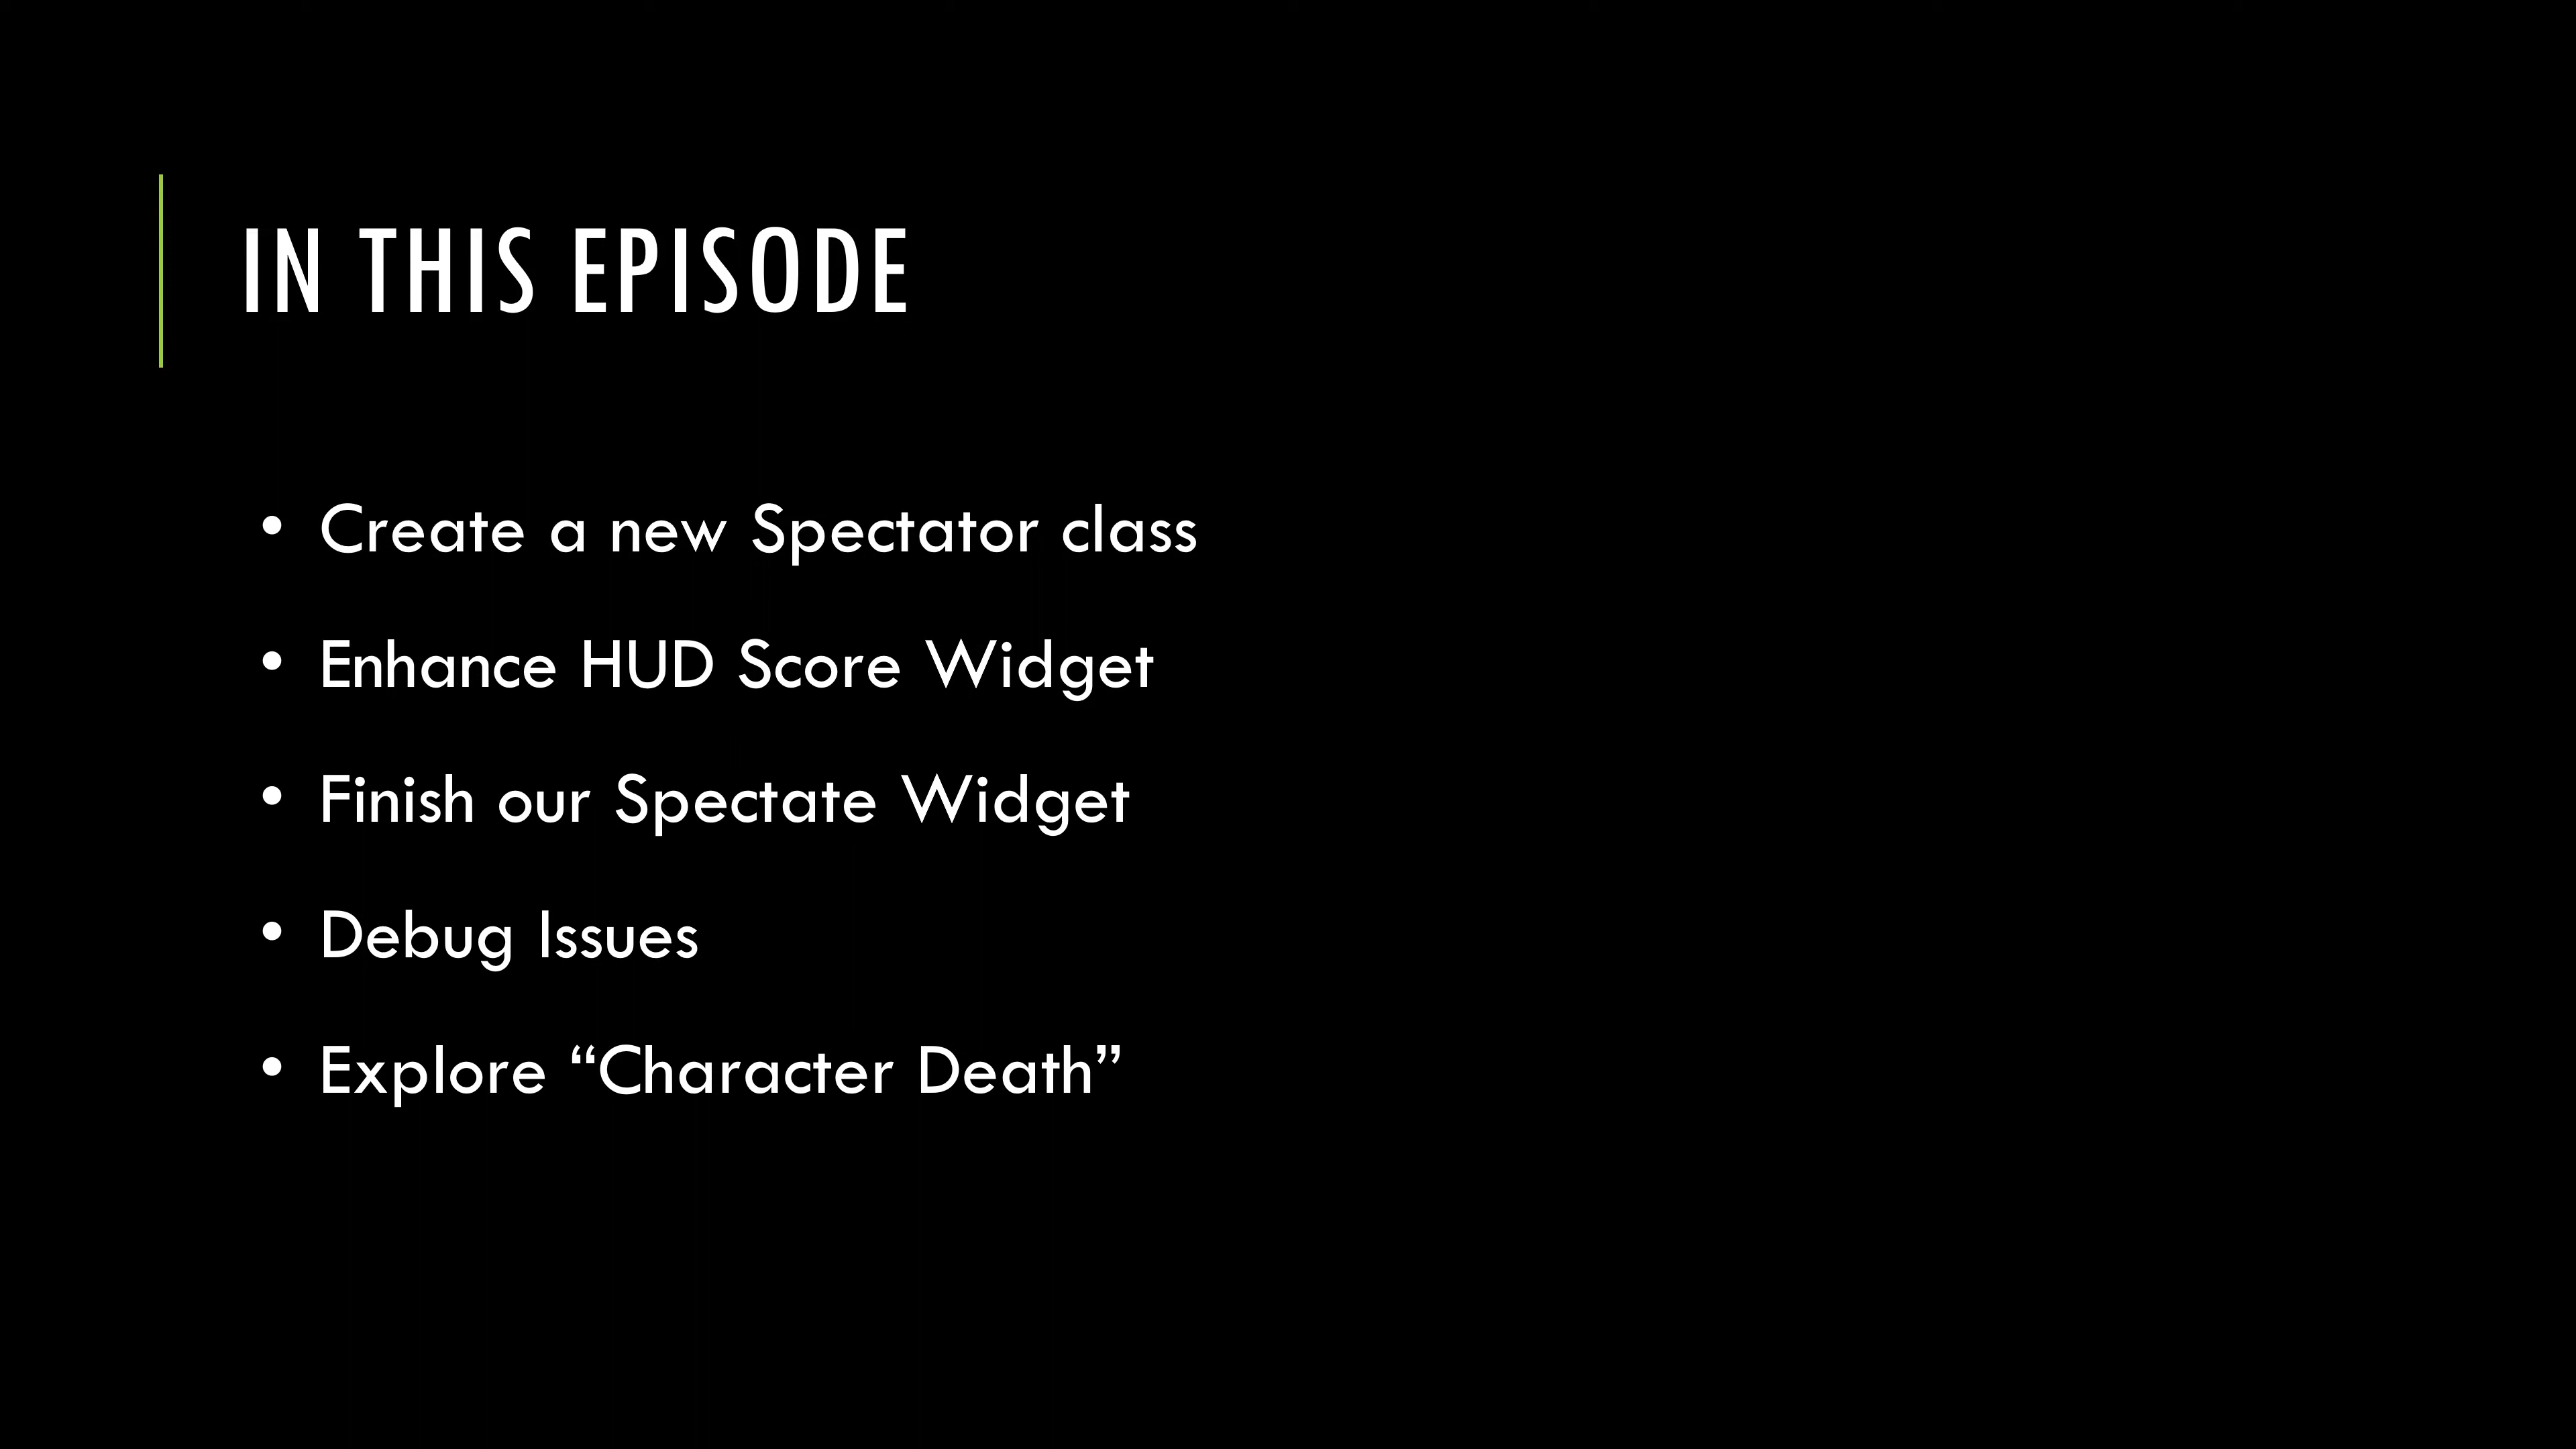 IN THIS EPISODE
• Create a new Spectator class
• Enhance HUD Score Widget
• Finish our Spectate Widget
• Debug Issues
• Explore “Character Death”